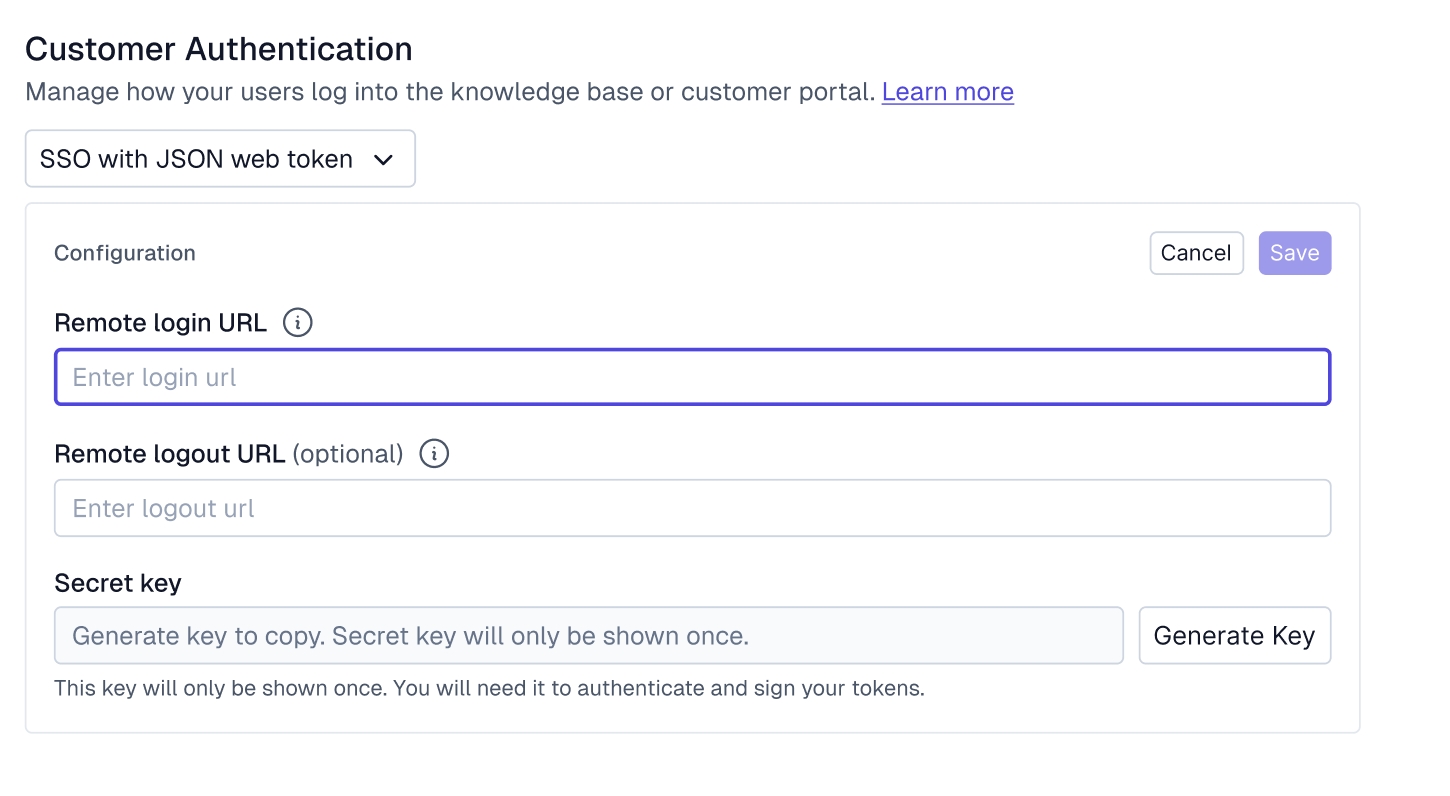 Customer Authentication
Manage how your users log into the knowledge base or customer portal. Learn more
SSO with JSON web token
Configuration
Cancel
Save
Remote login URL
Enter login url
Remote logout URL (optional)
Enter logout url
Secret key
Generate key to copy. Secret key will only be shown once.
Generate Key
This key will only be shown once. You will need it to authenticate and sign your tokens.